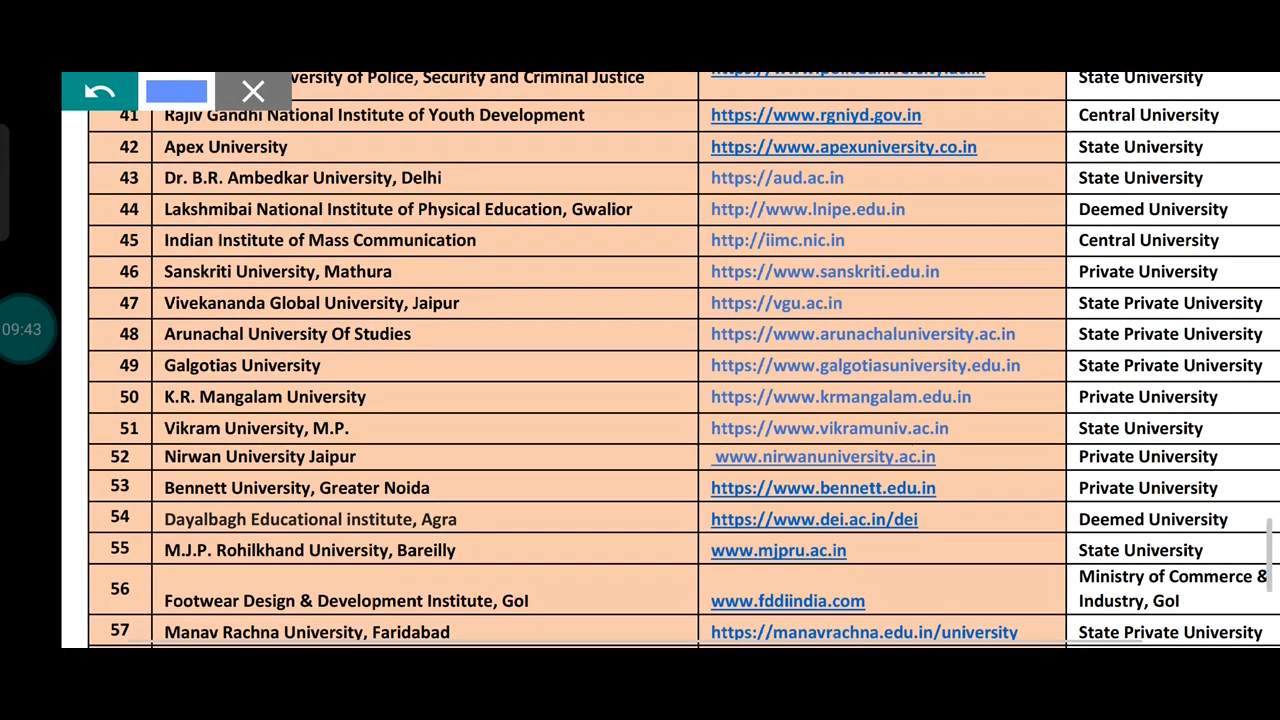 versity of Police, Security and Criminal Justice State University
41 Rajiv Gandhi National Institute of Youth Development https://www.rgniyd.gov.in Central University
42 Apex University https://www.apexuniversity.co.in State University
43 Dr. B.R. Ambedkar University, Delhi https://aud.ac.in State University
44 Lakshmibai National Institute of Physical Education, Gwalior http://www.lnipe.edu.in Deemed University
45 Indian Institute of Mass Communication http://iimc.nic.in Central University
46 Sanskriti University, Mathura https://www.sanskriti.edu.in Private University
47 Vivekananda Global University, Jaipur https://vgu.ac.in State Private University
48 Arunachal University Of Studies https://www.arunachaluniversity.ac.in State Private University
09:43
49 Galgotias University https://www.galgotiasuniversity.edu.in State Private University
50 K.R. Mangalam University https://www.krmangalam.edu.in Private University
51 Vikram University, M.P. https://www.vikramuniv.ac.in State University
52 Nirwan University Jaipur www.nirwanuniversity.ac.in Private University
53 Bennett University, Greater Noida https://www.bennett.edu.in Private University
54 Dayalbagh Educational institute, Agra https://www.dei.ac.in/dei Deemed University
55 M.J.P. Rohilkhand University, Bareilly www.mjpru.ac.in State University
56 Footwear Design & Development Institute, GoI www.fddiindia.com Ministry of Commerce &
Industry, GoI
57 Manav Rachna University, Faridabad https://manavrachna.edu.in/university State Private University